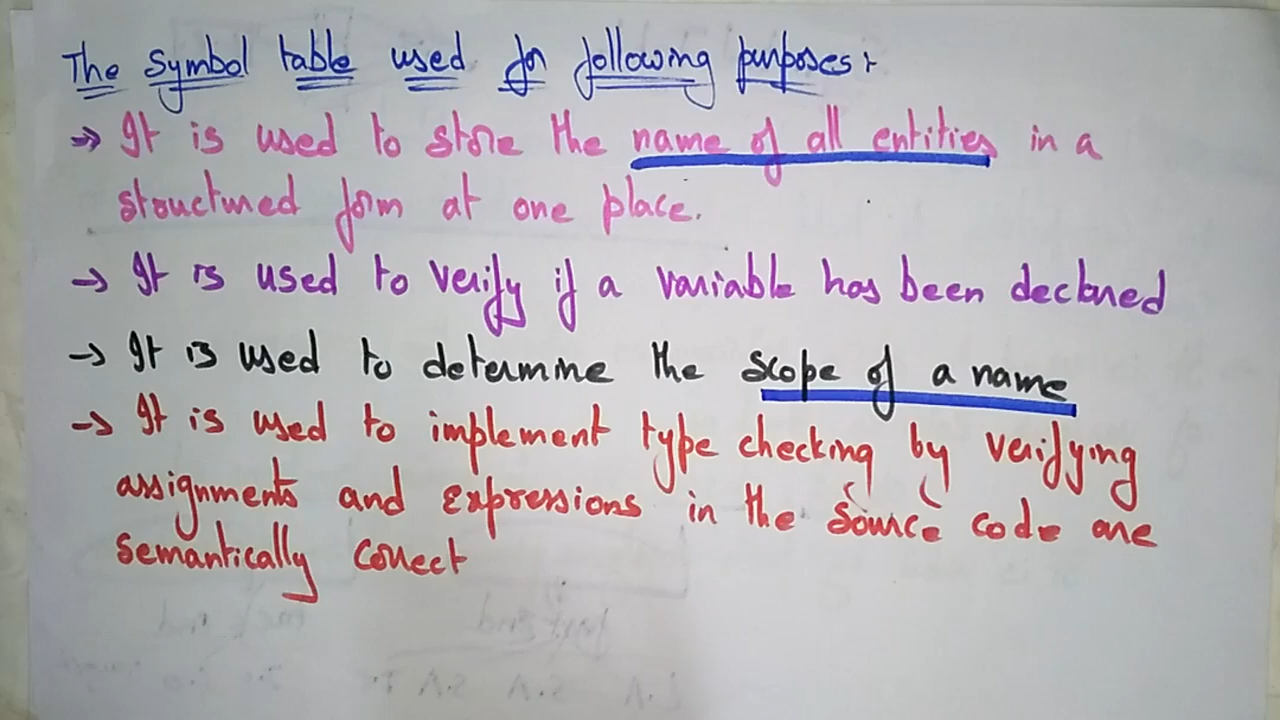 The Symbol table used for following purposes:
→ It is used to store the name of all entities in a
structured form at one place.
→ It is used to verify if a variable has been declared
→ It is used to determine the scope of a name
→ It is used to implement type checking by verifying
assignments and expressions in the source code are
semantically correct